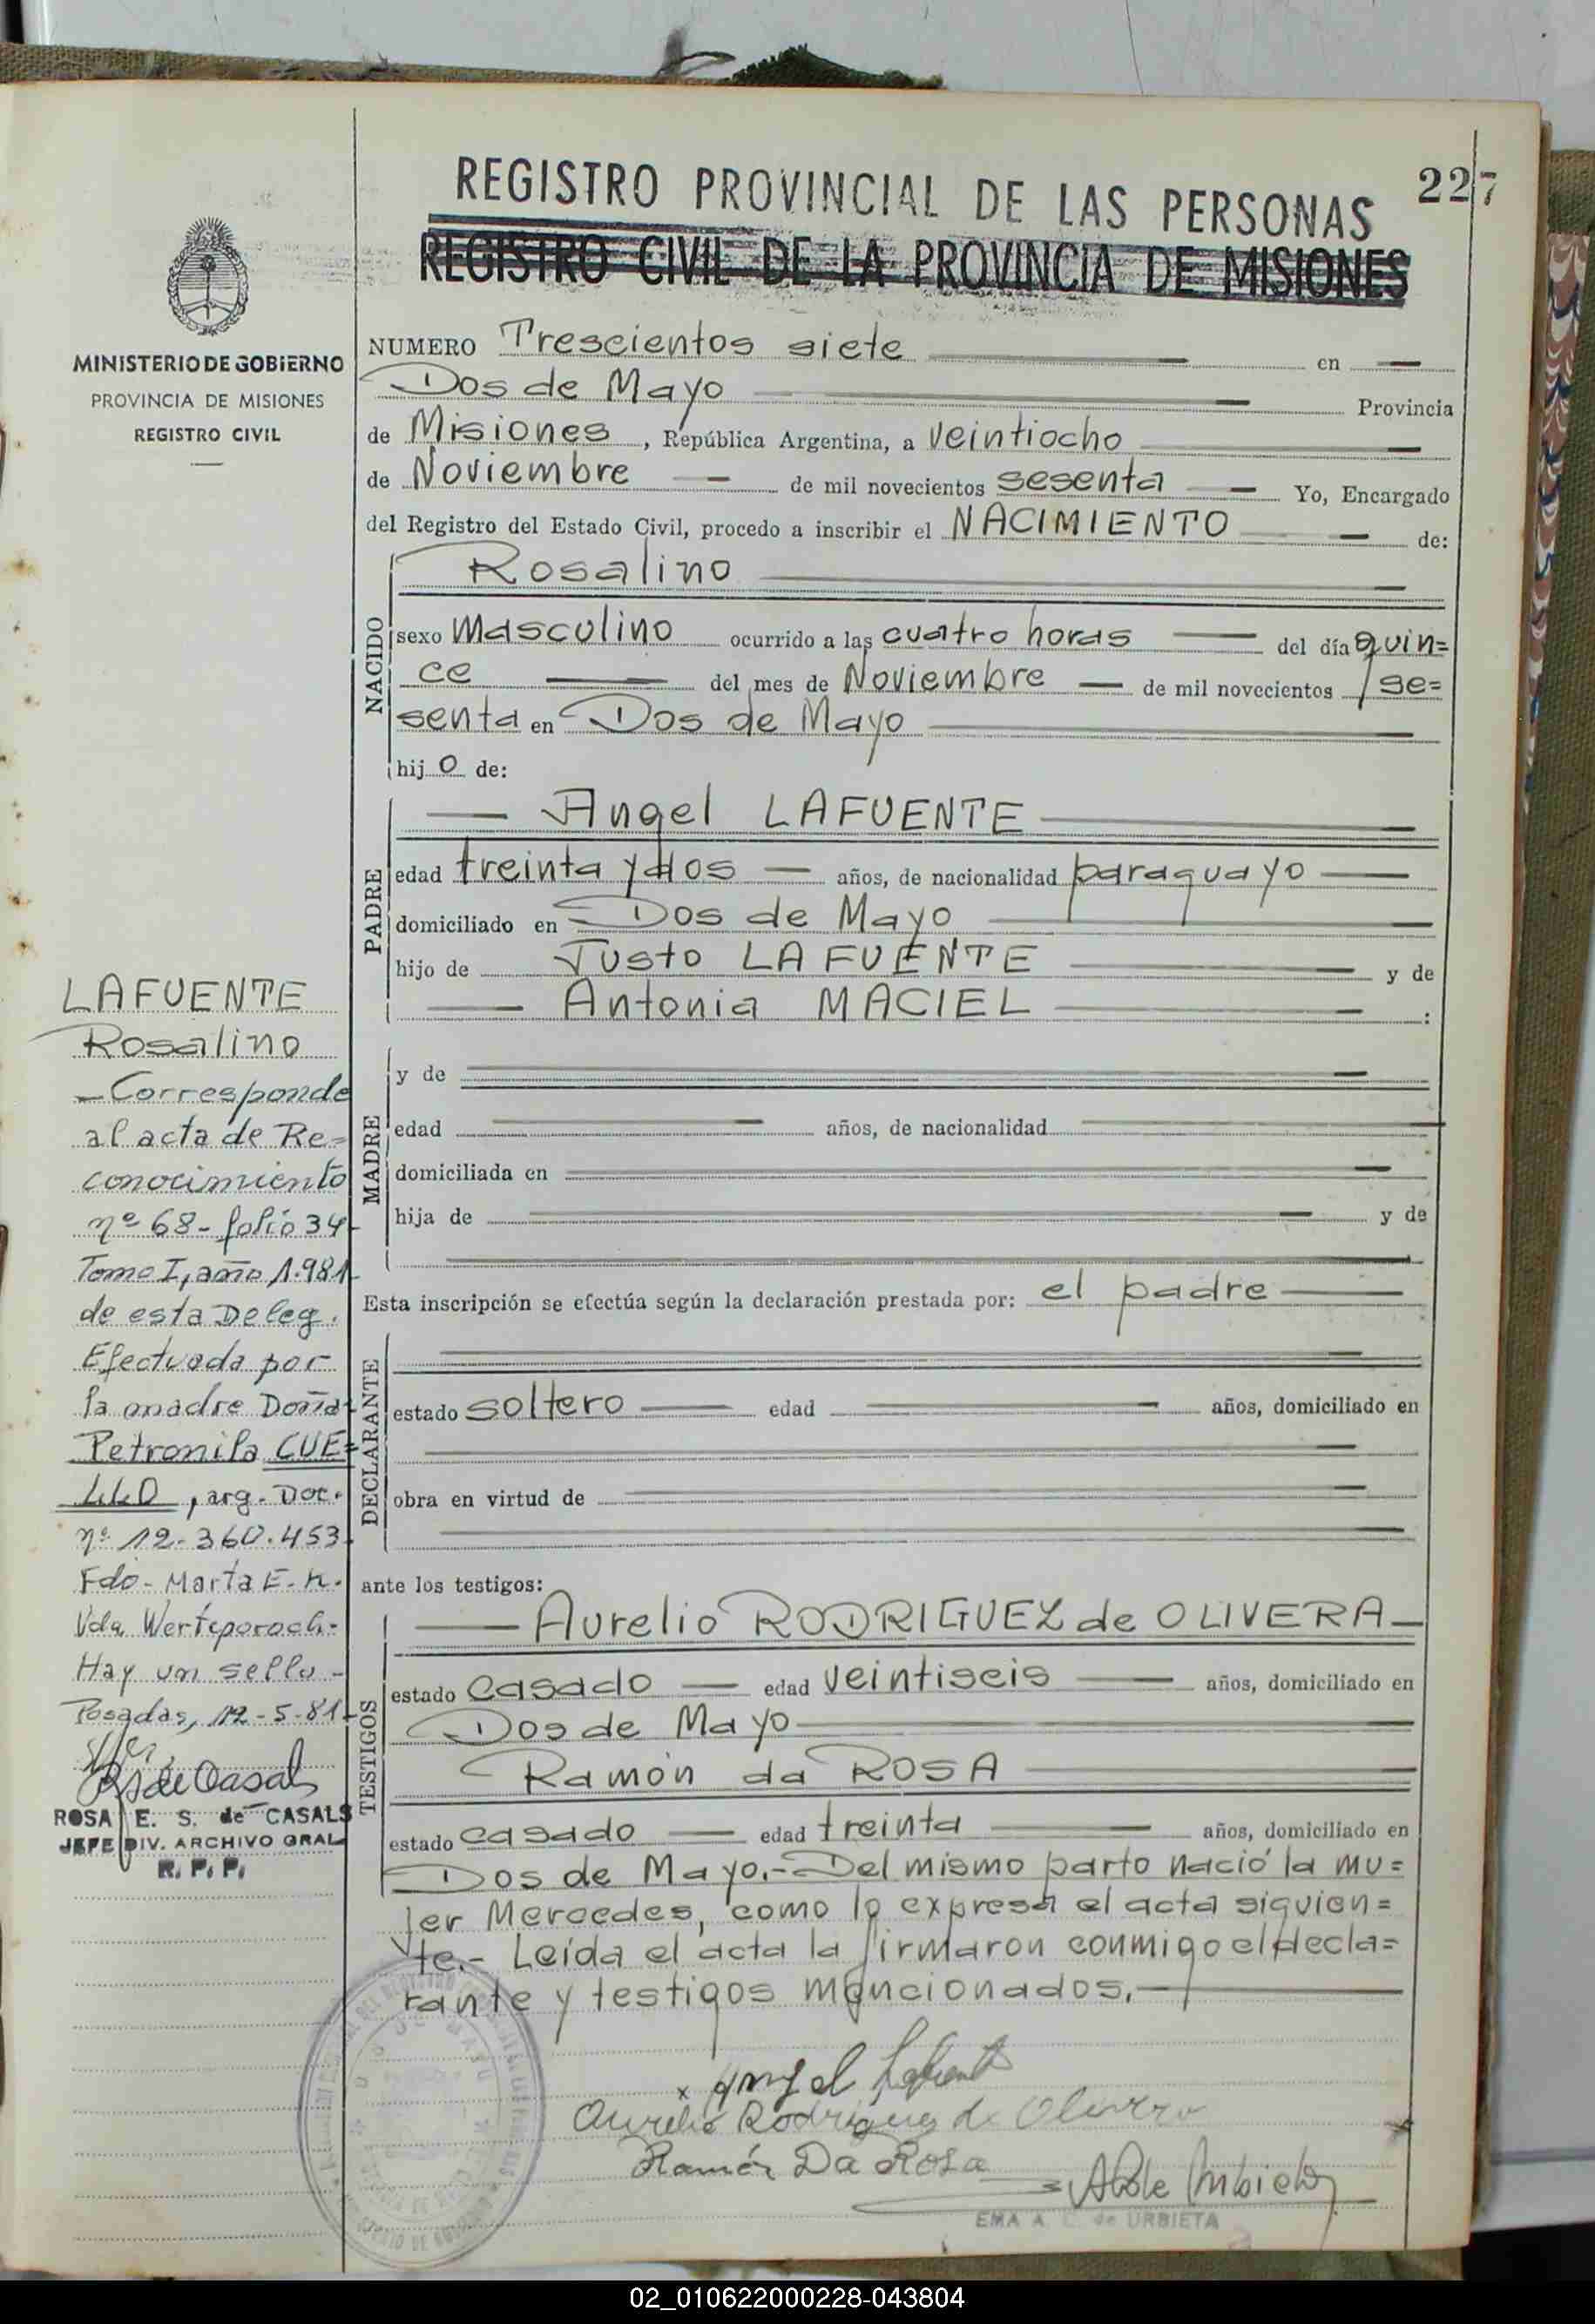 REGISTRO PROVINCIAL DE LAS PERSONAS
227
REGISTRO CIVIL DE LA PROVINCIA DE MISIONES
MINISTERIO DE GOBIERNO
PROVINCIA DE MISIONES
REGISTRO CIVIL
NUMERO Trescientos siete en
Dos de Mayo Provincia
de Misiones, República Argentina, a veintiocho
de Noviembre de mil novecientos sesenta Yo, Encargado
del Registro del Estado Civil, procedo a inscribir el NACIMIENTO de:
Rosalino
NACIDO
sexo masculino ocurrido a las cuatro horas del día quin=
ce del mes de Noviembre de mil novecientos se=
senta en Dos de Mayo
hijo de:
Angel LAFUENTE
PADRE
edad treinta y dos años, de nacionalidad paraguayo
domiciliado en Dos de Mayo
hijo de Justo LAFUENTE y de
Antonia MACIEL :
MADRE
y de
edad años, de nacionalidad
domiciliada en
hija de y de
Esta inscripción se efectúa según la declaración prestada por: el padre
DECLARANTE
estado soltero edad años, domiciliado en
obra en virtud de
ante los testigos:
TESTIGOS
Aurelio RODRIGUEZ de OLIVERA
estado casado edad veintiseis años, domiciliado en
Dos de Mayo
Ramón da ROSA
estado casado edad treinta años, domiciliado en
Dos de Mayo.- Del mismo parto nació la mu=
jer Mercedes, como lo expresa el acta siguien=
te.- Leída el acta la firmaron conmigo el decla=
rante y testigos mencionados.-
x Angel Lafuente
Aurelio Rodriguez de Olivera
Ramón Da Rosa
EMA A. C. de URBIETA
LAFUENTE
Rosalino
- Corresponde
al acta de Re=
conocimiento
nº 68 - folio 34-
Tomo I, año 1.981-
de esta Deleg.
Efectuada por
la madre Doña
Petronila CUE=
LLO, arg. Doc.
nº 12.360.453.
Fdo - Marta E. K.
Vda
Hay un sello -
Posadas, 12-5-81-
ROSA E. S. de CASALS
JEFE DIV. ARCHIVO GRAL
R. P. P.
02_010622000228-043804